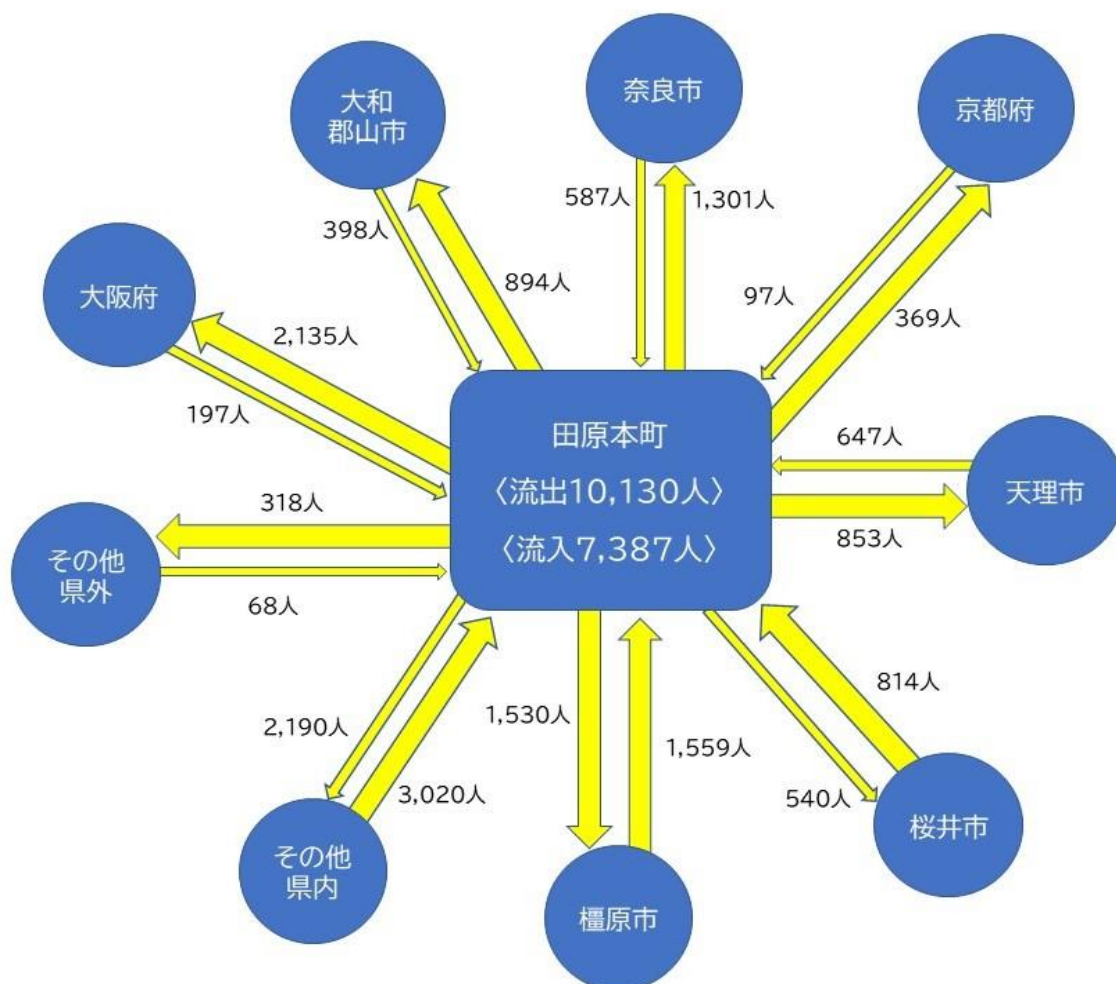 奈良市
京都府
大和
郡山市
587人
1,301人
398人
894人
97人
369人
大阪府
2,135人
197人
田原本町
〈流出10,130人〉
〈流入7,387人〉
647人
天理市
853人
318人
その他
県外
68人
2,190人
3,020人
1,530人
1,559人
814人
540人
桜井市
その他
県内
橿原市